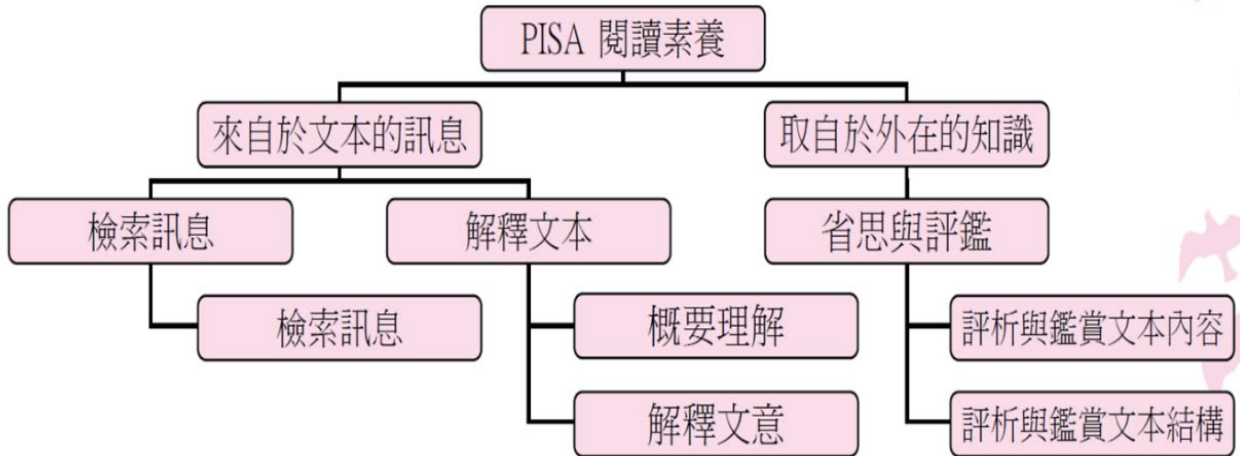 PISA 閱讀素養
來自於文本的訊息
取自於外在的知識
檢索訊息
解釋文本
省思與評鑑
檢索訊息
概要理解
評析與鑑賞文本內容
解釋文意
評析與鑑賞文本結構